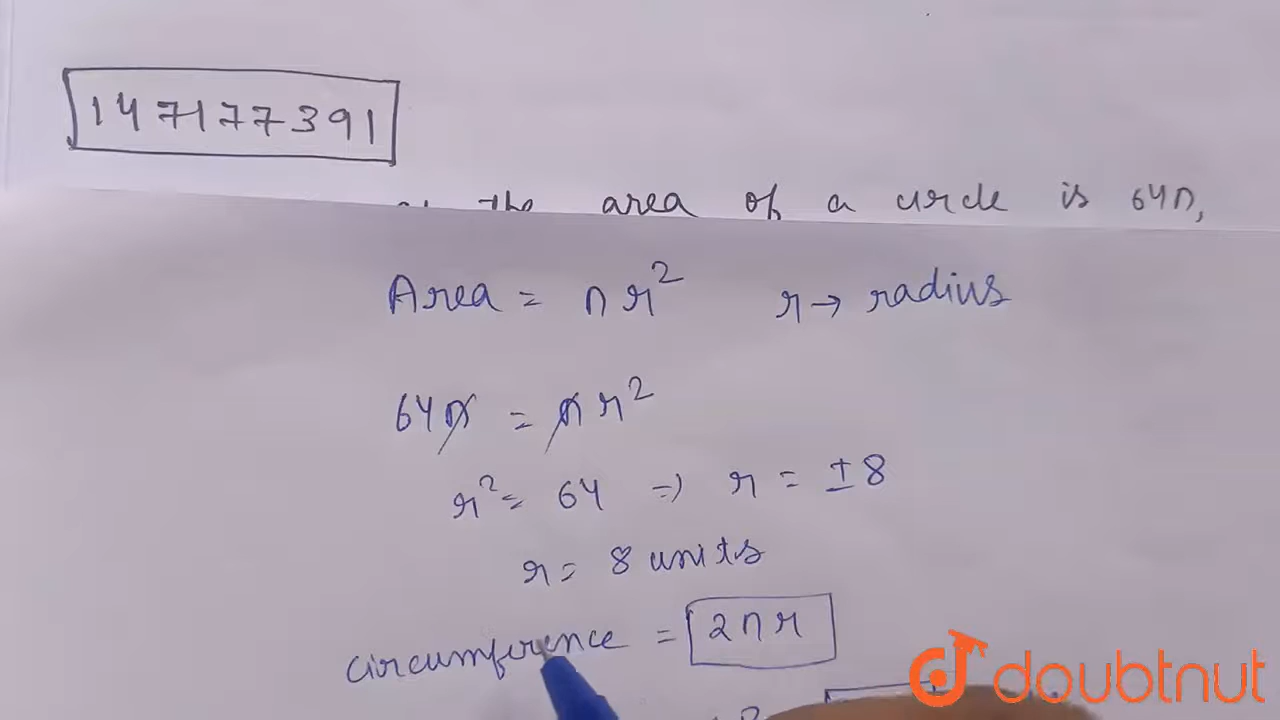 147177391
the area of a circle is 64π,
Area = πr² r → radius
64π = πr²
r² = 64 ⇒ r = ±8
r = 8 units
circumference = 2πr
doubtnut